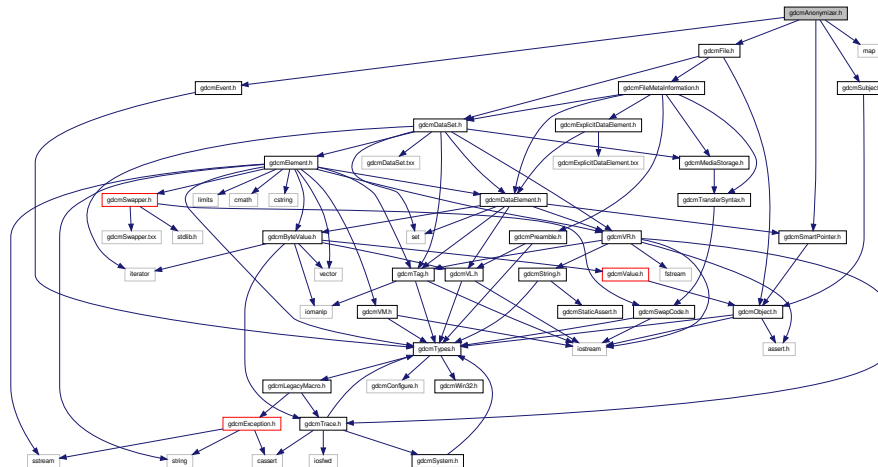 gdcmAnonymizer.h
gdcmFile.h
map
gdcmEvent.h
gdcmFileMetaInformation.h
gdcmSubject
gdcmDataSet.h
gdcmExplicitDataElement.h
gdcmElement.h
gdcmDataSet.txx
gdcmExplicitDataElement.txx
gdcmMediaStorage.h
gdcmSwapper.h
limits
cmath
cstring
gdcmDataElement.h
gdcmTransferSyntax.h
gdcmSwapper.txx
stdlib.h
gdcmByteValue.h
set
gdcmPreamble.h
gdcmVR.h
gdcmSmartPointer.h
iterator
vector
gdcmTag.h
gdcmVL.h
gdcmString.h
gdcmValue.h
fstream
iomanip
gdcmVM.h
gdcmStaticAssert.h
gdcmSwapCode.h
gdcmObject.h
gdcmTypes.h
iostream
assert.h
gdcmLegacyMacro.h
gdcmConfigure.h
gdcmWin32.h
gdcmException.h
gdcmTrace.h
sstream
string
cassert
iosfwd
gdcmSystem.h